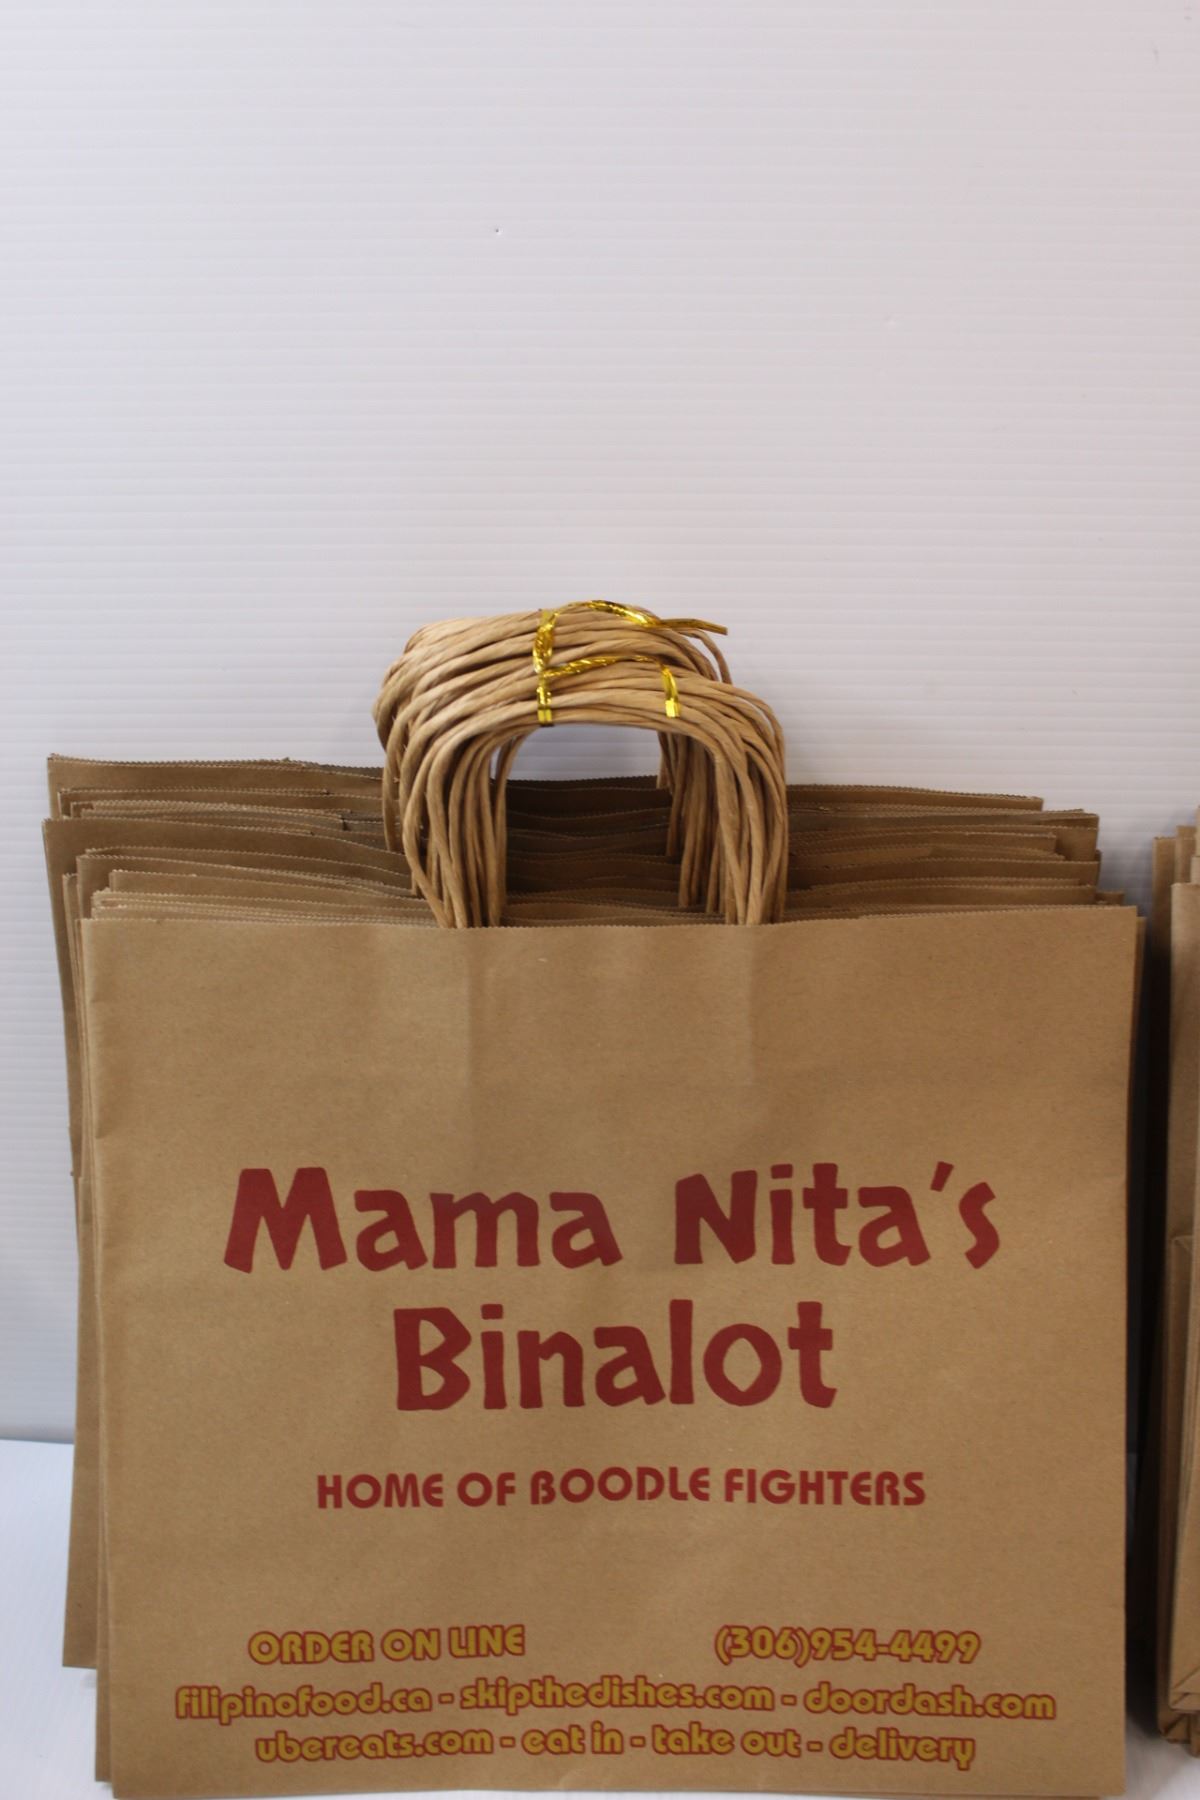 Mama Nita's
Binalot
HOME OF BOODLE FIGHTERS
ORDER ON LINE (306)954-4499
filipinofood.ca - skipthedishes.com - doordash.com
ubereats.com - eat in - take out - delivery